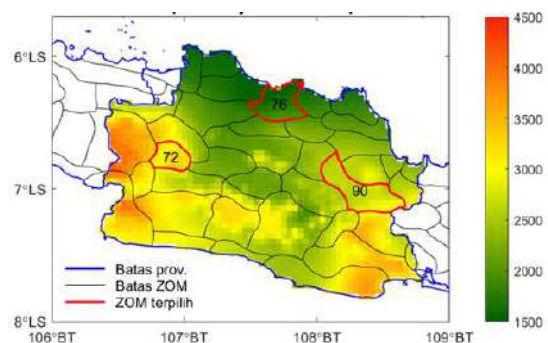 6°LS
7°LS
8°LS
76
72
90
Batas prov.
Batas ZOM
ZOM terpilih
106°BT
107°BT
108°BT
109°BT
4500
4000
3500
3000
2500
2000
1500